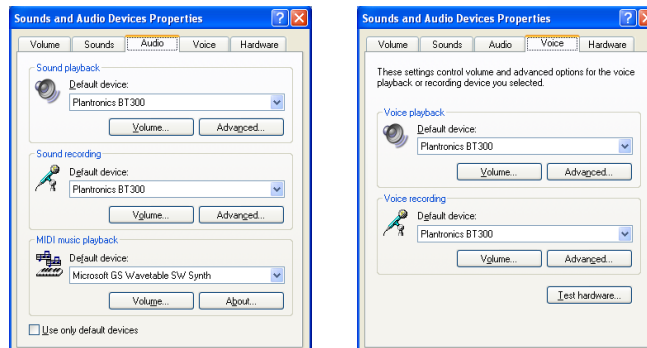 Sounds and Audio Devices Properties
Volume Sounds Audio Voice Hardware
Sound playback
Default device:
Plantronics BT300
Volume... Advanced...
Sound recording
Default device:
Plantronics BT300
Volume... Advanced...
MIDI music playback
Default device:
Microsoft GS Wavetable SW Synth
Volume... About...
Use only default devices
Sounds and Audio Devices Properties
Volume Sounds Audio Voice Hardware
These settings control volume and advanced options for the voice
playback or recording device you selected.
Voice playback
Default device:
Plantronics BT300
Volume... Advanced...
Voice recording
Default device:
Plantronics BT300
Volume... Advanced...
Test hardware...